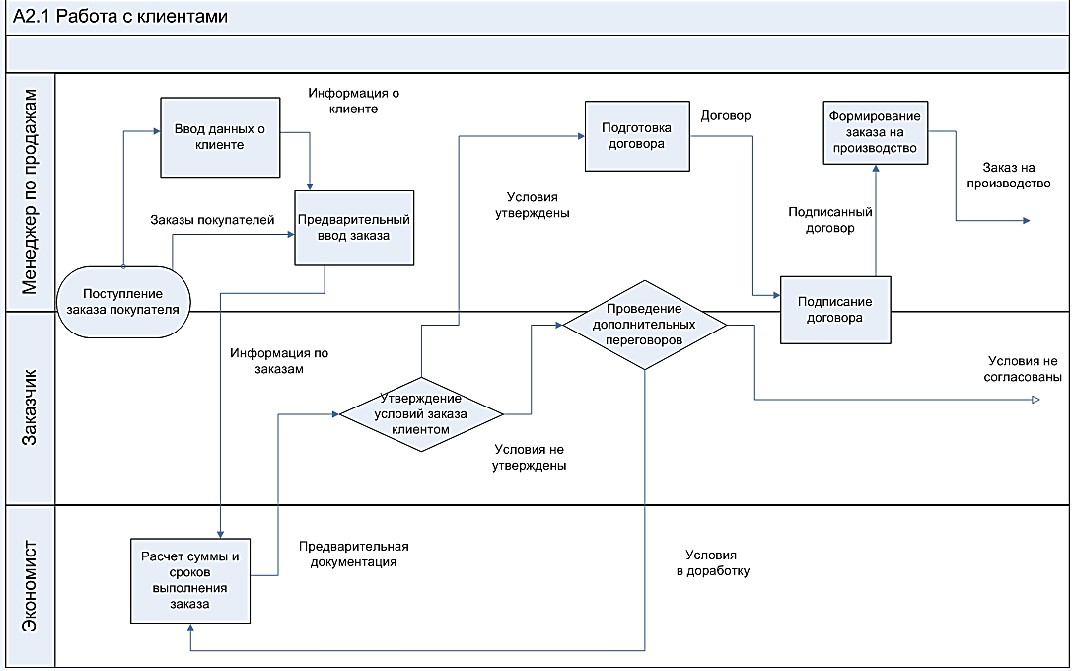 А2.1 Работа с клиентами
Менеджер по продажам
Информация о
клиенте
Ввод данных о
клиенте
Подготовка
договора
Договор
Формирование
заказа на
производство
Заказ на
производство
Условия
утверждены
Заказы покупателей
Предварительный
ввод заказа
Подписанный
договор
Поступление
заказа покупателя
Подписание
договора
Заказчик
Проведение
дополнительных
переговоров
Информация по
заказам
Условия не
согласованы
Утверждение
условий заказа
клиентом
Условия не
утверждены
Экономист
Расчет суммы и
сроков
выполнения
заказа
Предварительная
документация
Условия
в доработку